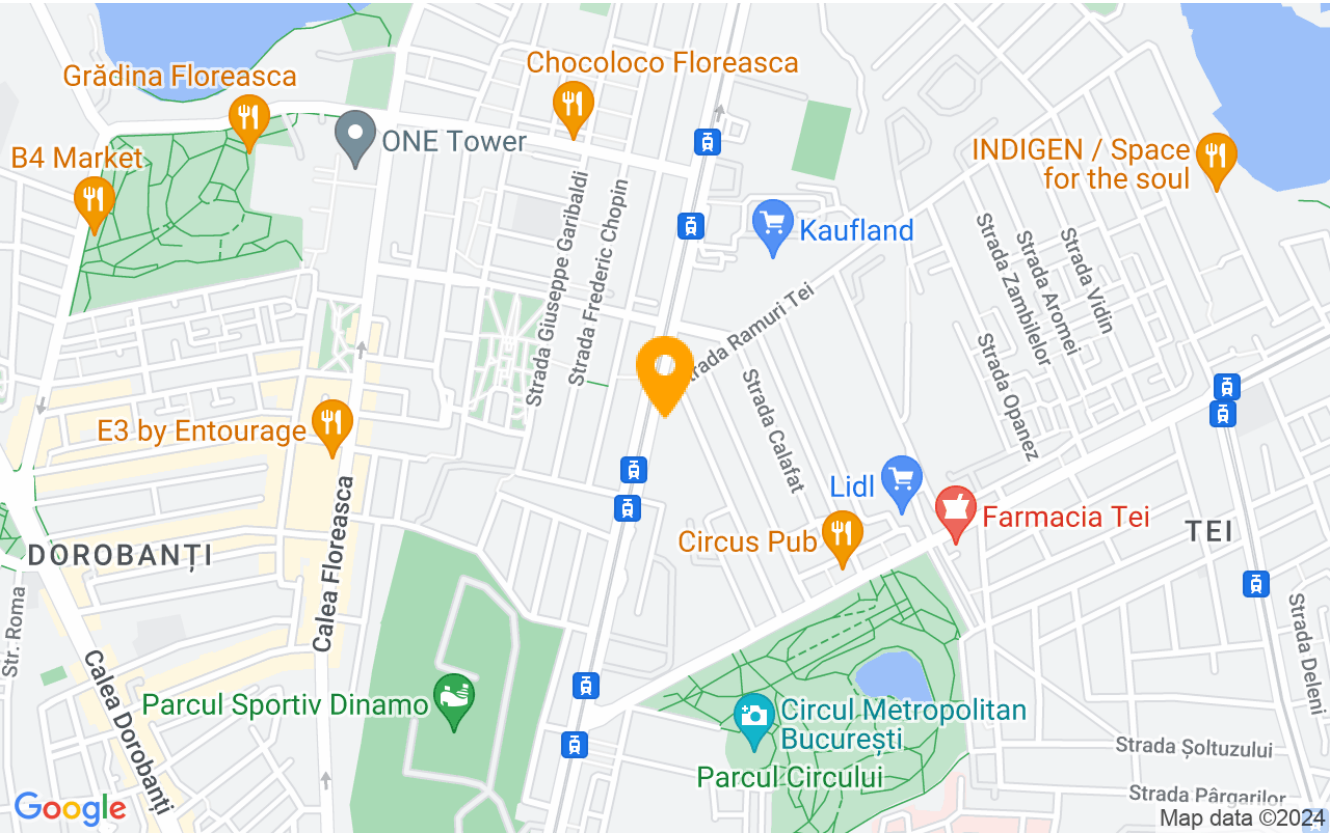 Chocoloco Floreasca
Grădina Floreasca
ONE Tower
B4 Market
INDIGEN / Space
for the soul
Strada Giuseppe Garibaldi
Strada Frederic Chopin
Kaufland
Strada Vidin
Strada Aromei
Strada Zambilelor
Strada Opanez
trada Ramuri Tei
Strada Calafat
E3 by Entourage
Lidl
Farmacia Tei
Circus Pub
TEI
DOROBANȚI
Calea Floreasca
Str. Roma
Strada Deleni
Calea Dorobanți
Parcul Sportiv Dinamo
Circul Metropolitan
București
Parcul Circului
Strada Șoltuzului
Strada Pârgarilor
Google
Map data ©2024